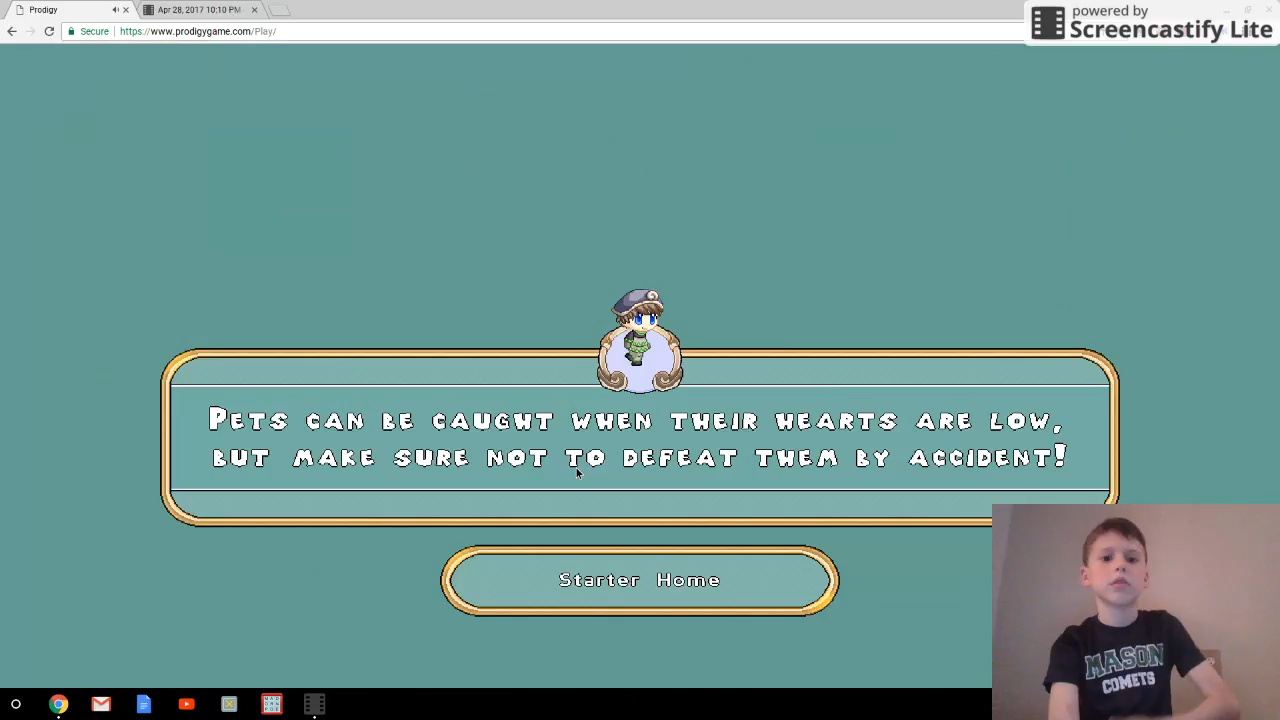 Prodigy
Apr 28, 2017 10:10 PM
Secure
https://www.prodigygame.com/Play/
powered by
Screencastify Lite
Pets can be caught when their hearts are low,
but make sure not to defeat them by accident!
Starter Home
MASON
COMETS